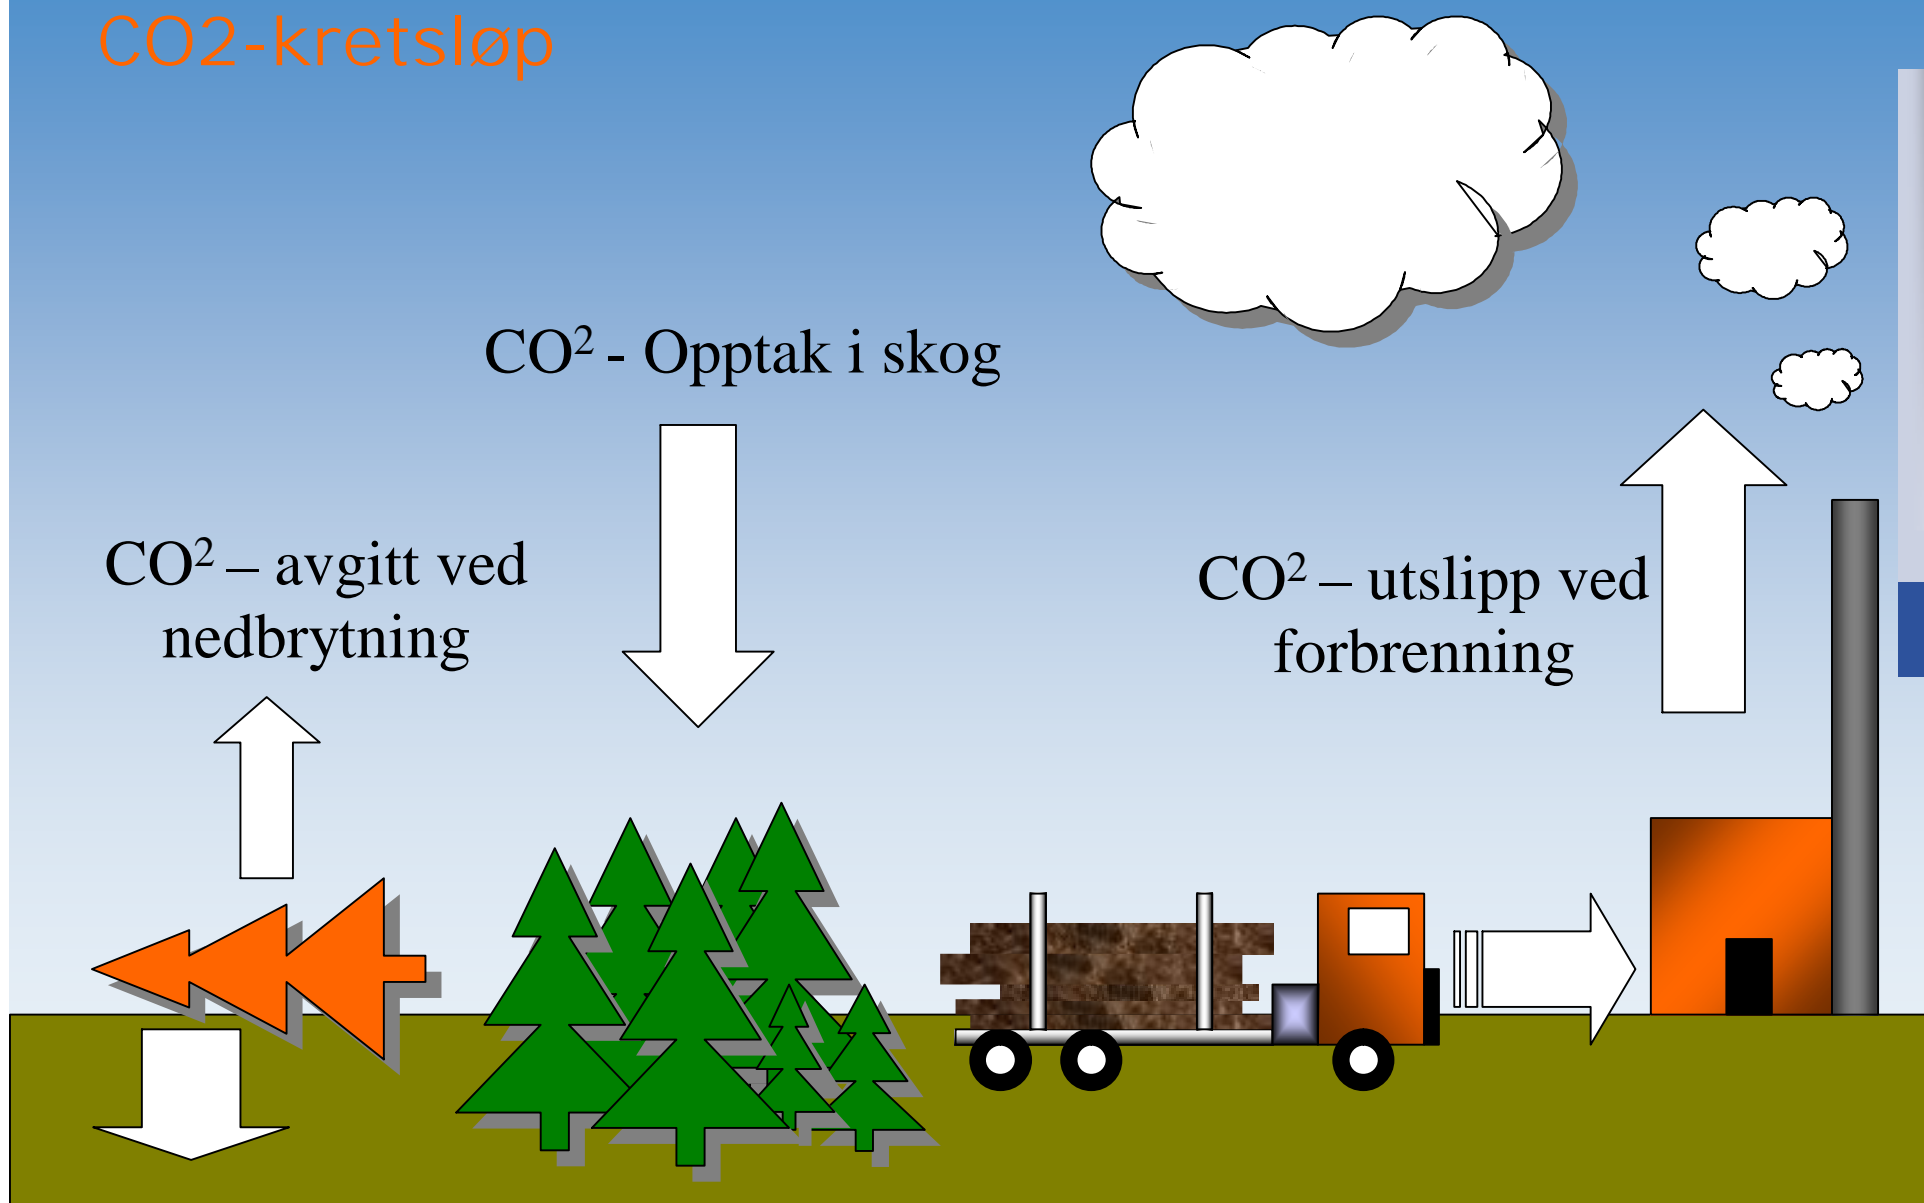 CO2-kretsløp
CO² - Opptak i skog
CO² – avgitt ved
nedbrytning
CO² – utslipp ved
forbrenning